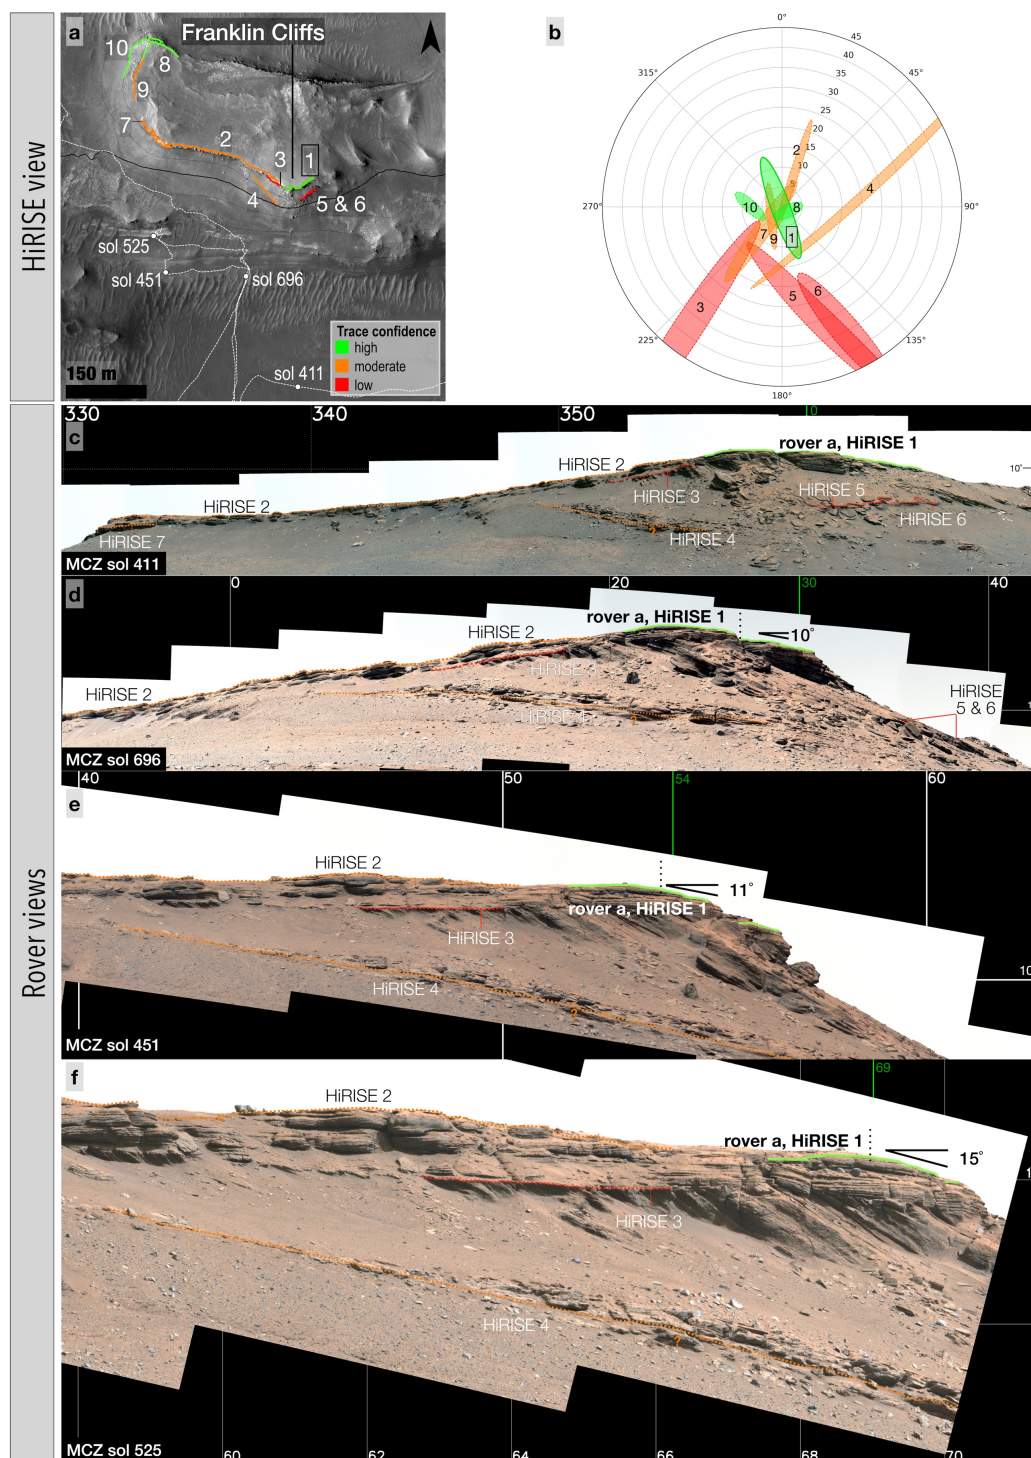 HiRISE view
a
Franklin Cliffs
10
8
9
7
2
3
1
4
5 & 6
sol 525
sol 451
sol 696
sol 411
150 m
Trace confidence
high
moderate
low
b
0°
45°
90°
135°
180°
225°
270°
315°
45
40
35
30
25
20
15
10
5
2
4
10
8
7
9
1
3
5
6
Rover views
c
330
340
350
0
10°
rover a, HiRISE 1
HiRISE 2
HiRISE 3
HiRISE 5
HiRISE 2
HiRISE 6
HiRISE 7
?
HiRISE 4
MCZ sol 411
d
0
20
30
40
rover a, HiRISE 1
10°
HiRISE 2
HiRISE 3
HiRISE 2
HiRISE 4
?
HiRISE
5 & 6
1
MCZ sol 696
e
40
50
54
60
HiRISE 2
11°
rover a, HiRISE 1
HiRISE 3
HiRISE 4
?
10
MCZ sol 451
f
69
HiRISE 2
rover a, HiRISE 1
15°
1
HiRISE 3
HiRISE 4
?
MCZ sol 525
60
62
64
66
68
70